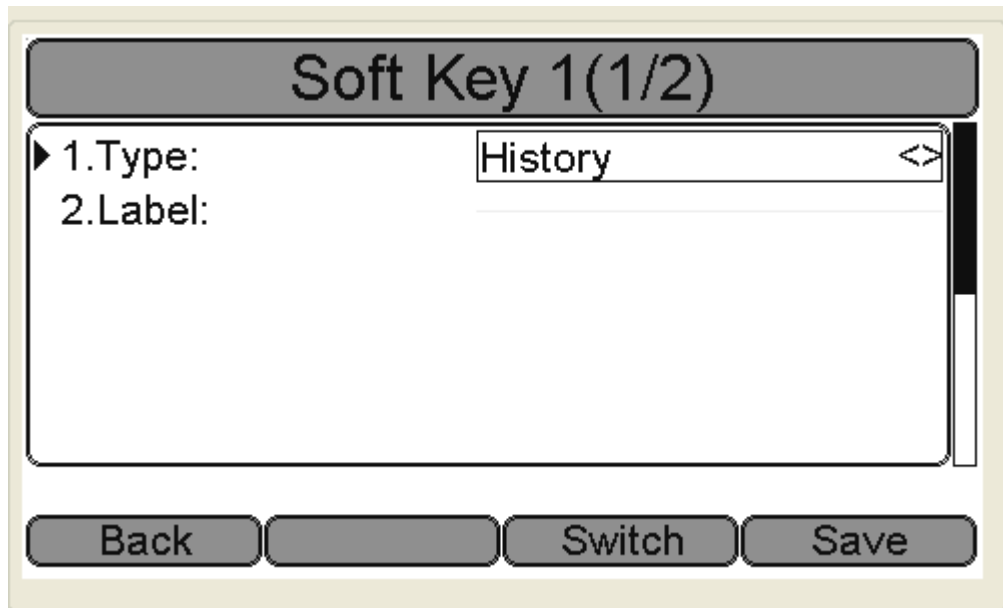 Soft Key 1(1/2)
1.Type: History <>
2.Label:
Back Switch Save